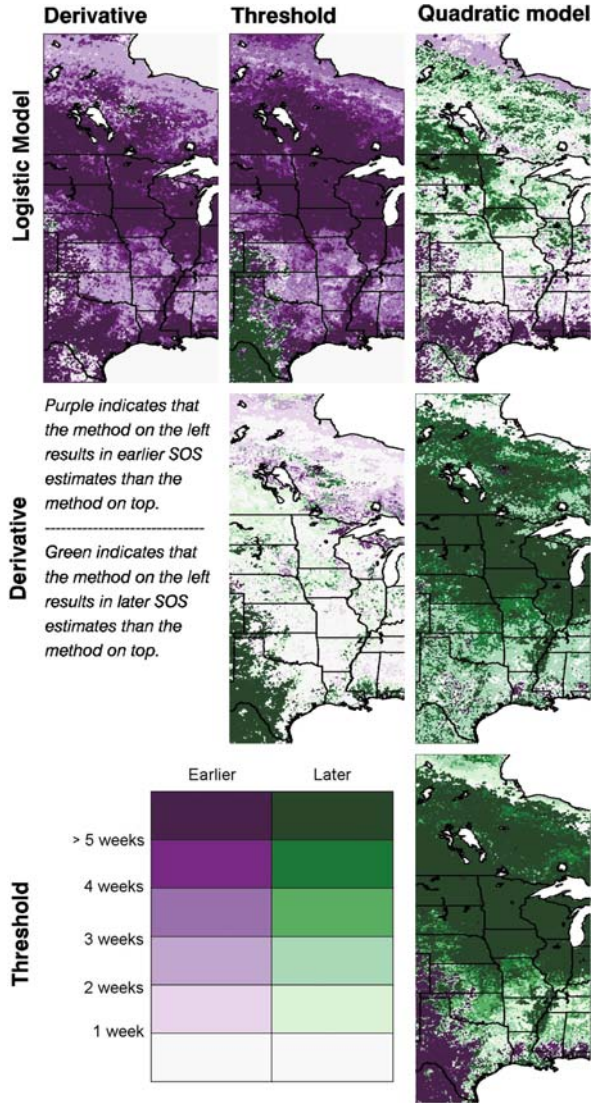 Derivative
Threshold
Quadratic model
Logistic Model
Purple indicates that
the method on the left
results in earlier SOS
estimates than the
method on top.
Green indicates that
the method on the left
results in later SOS
estimates than the
method on top.
Derivative
Earlier
Later
> 5 weeks
4 weeks
3 weeks
2 weeks
1 week
Threshold